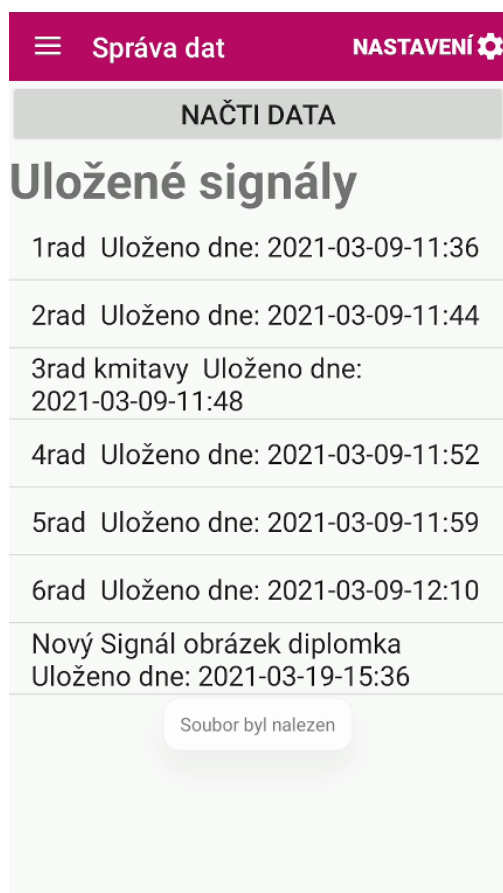 Správa dat
NASTAVENÍ
NAČTI DATA
Uložené signály
1rad  Uloženo dne: 2021-03-09-11:36
2rad  Uloženo dne: 2021-03-09-11:44
3rad kmitavy  Uloženo dne:
2021-03-09-11:48
4rad  Uloženo dne: 2021-03-09-11:52
5rad  Uloženo dne: 2021-03-09-11:59
6rad  Uloženo dne: 2021-03-09-12:10
Nový Signál obrázek diplomka
Uloženo dne: 2021-03-19-15:36
Soubor byl nalezen